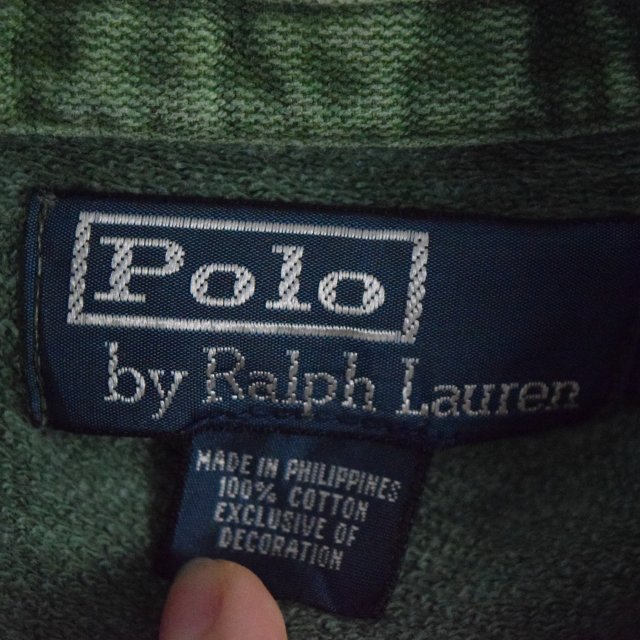 Polo
by Ralph Lauren
MADE IN PHILIPPINES
100% COTTON
EXCLUSIVE OF
DECORATION